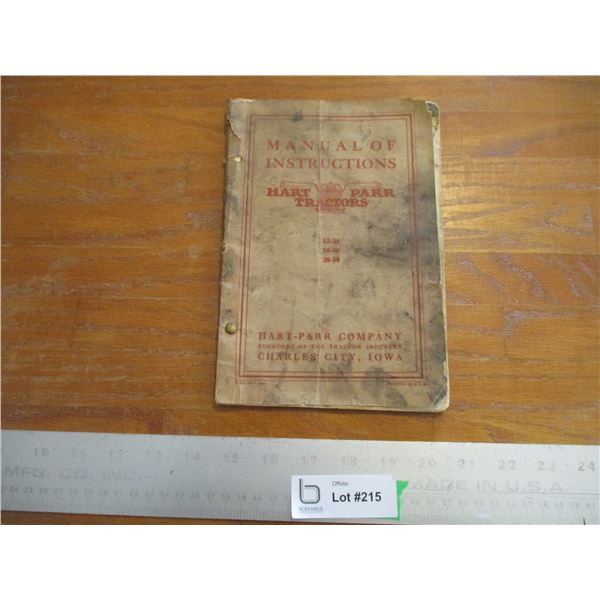 MANUAL OF
INSTRUCTIONS
HART PARR
TRACTORS
12-24
28-50
HART-PARR COMPANY
FOUNDERS OF THE TRACTOR INDUSTRY
CHARLES CITY, IOWA
10 11 12 13 14 15 16 17 18 19 20 21 22 23 24
MFG. CO., INC.
MADE IN U.S.A.
Offsite
Lot #215
b
BODNARUS